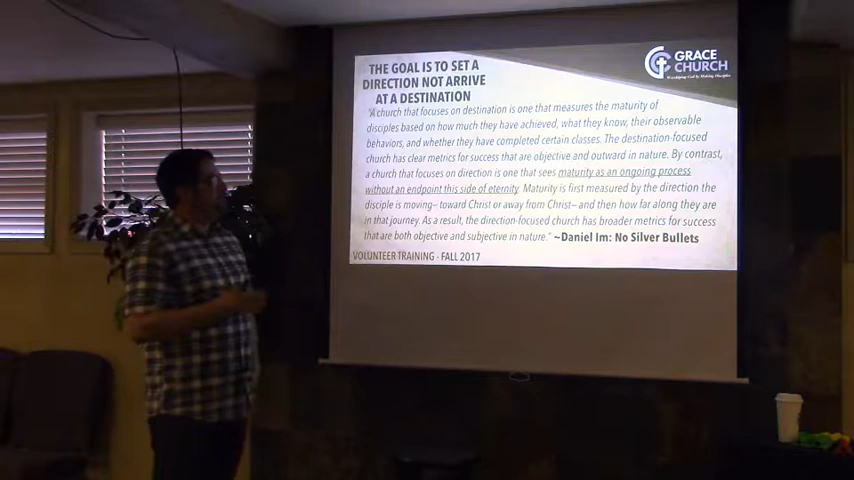 THE GOAL IS TO SET A
DIRECTION NOT ARRIVE
AT A DESTINATION
GRACE
CHURCH
"A church that focuses on destination is one that measures the maturity of
disciples based on how much they have achieved, what they know, their observable
behaviors, and whether they have completed certain classes. The destination-focused
church has clear metrics for success that are objective and outward in nature. By contrast,
a church that focuses on direction is one that sees maturity as an ongoing process
without an endpoint this side of eternity. Maturity is first measured by the direction the
disciple is moving—toward Christ or away from Christ—and then how far along they are
in that journey. As a result, the direction-focused church has broader metrics for success
that are both objective and subjective in nature." ~Daniel Im: No Silver Bullets
VOLUNTEER TRAINING - FALL 2017